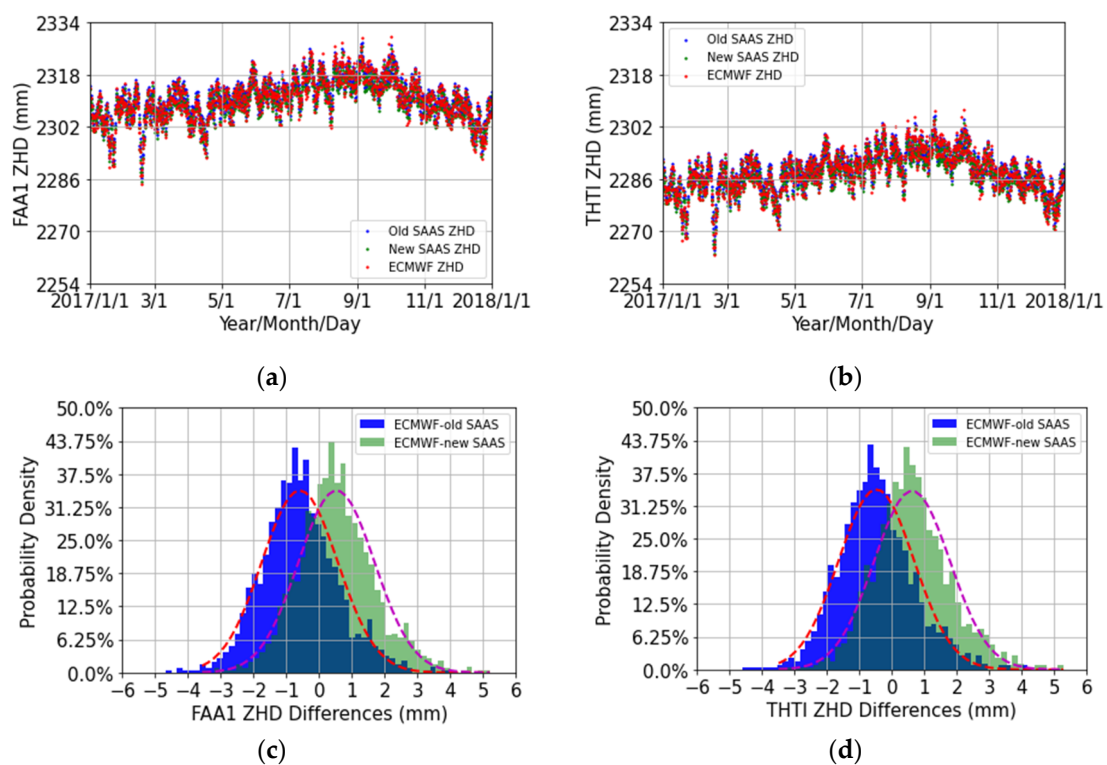 2334
2318
2302
2286
2270
2254
FAA1 ZHD (mm)
Old SAAS ZHD
New SAAS ZHD
ECMWF ZHD
2017/1/1 3/1 5/1 7/1 9/1 11/1 2018/1/1
Year/Month/Day
(a)
2334
2318
2302
2286
2270
2254
THTI ZHD (mm)
Old SAAS ZHD
New SAAS ZHD
ECMWF ZHD
2017/1/1 3/1 5/1 7/1 9/1 11/1 2018/1/1
Year/Month/Day
(b)
50.0%
43.75%
37.5%
31.25%
25.0%
18.75%
12.5%
6.25%
0.0%
Probability Density
ECMWF-old SAAS
ECMWF-new SAAS
−6 −5 −4 −3 −2 −1 0 1 2 3 4 5 6
FAA1 ZHD Differences (mm)
(c)
50.0%
43.75%
37.5%
31.25%
25.0%
18.75%
12.5%
6.25%
0.0%
Probability Density
ECMWF-old SAAS
ECMWF-new SAAS
−6 −5 −4 −3 −2 −1 0 1 2 3 4 5 6
THTI ZHD Differences (mm)
(d)